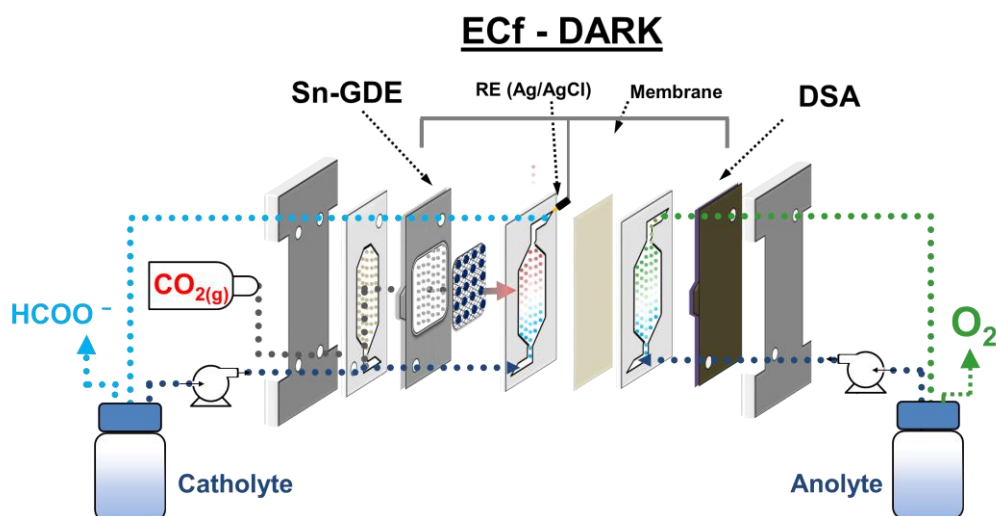 ECf - DARK
Sn-GDE
RE (Ag/AgCl)
Membrane
DSA
CO2(g)
HCOO⁻
O2
Catholyte
Anolyte